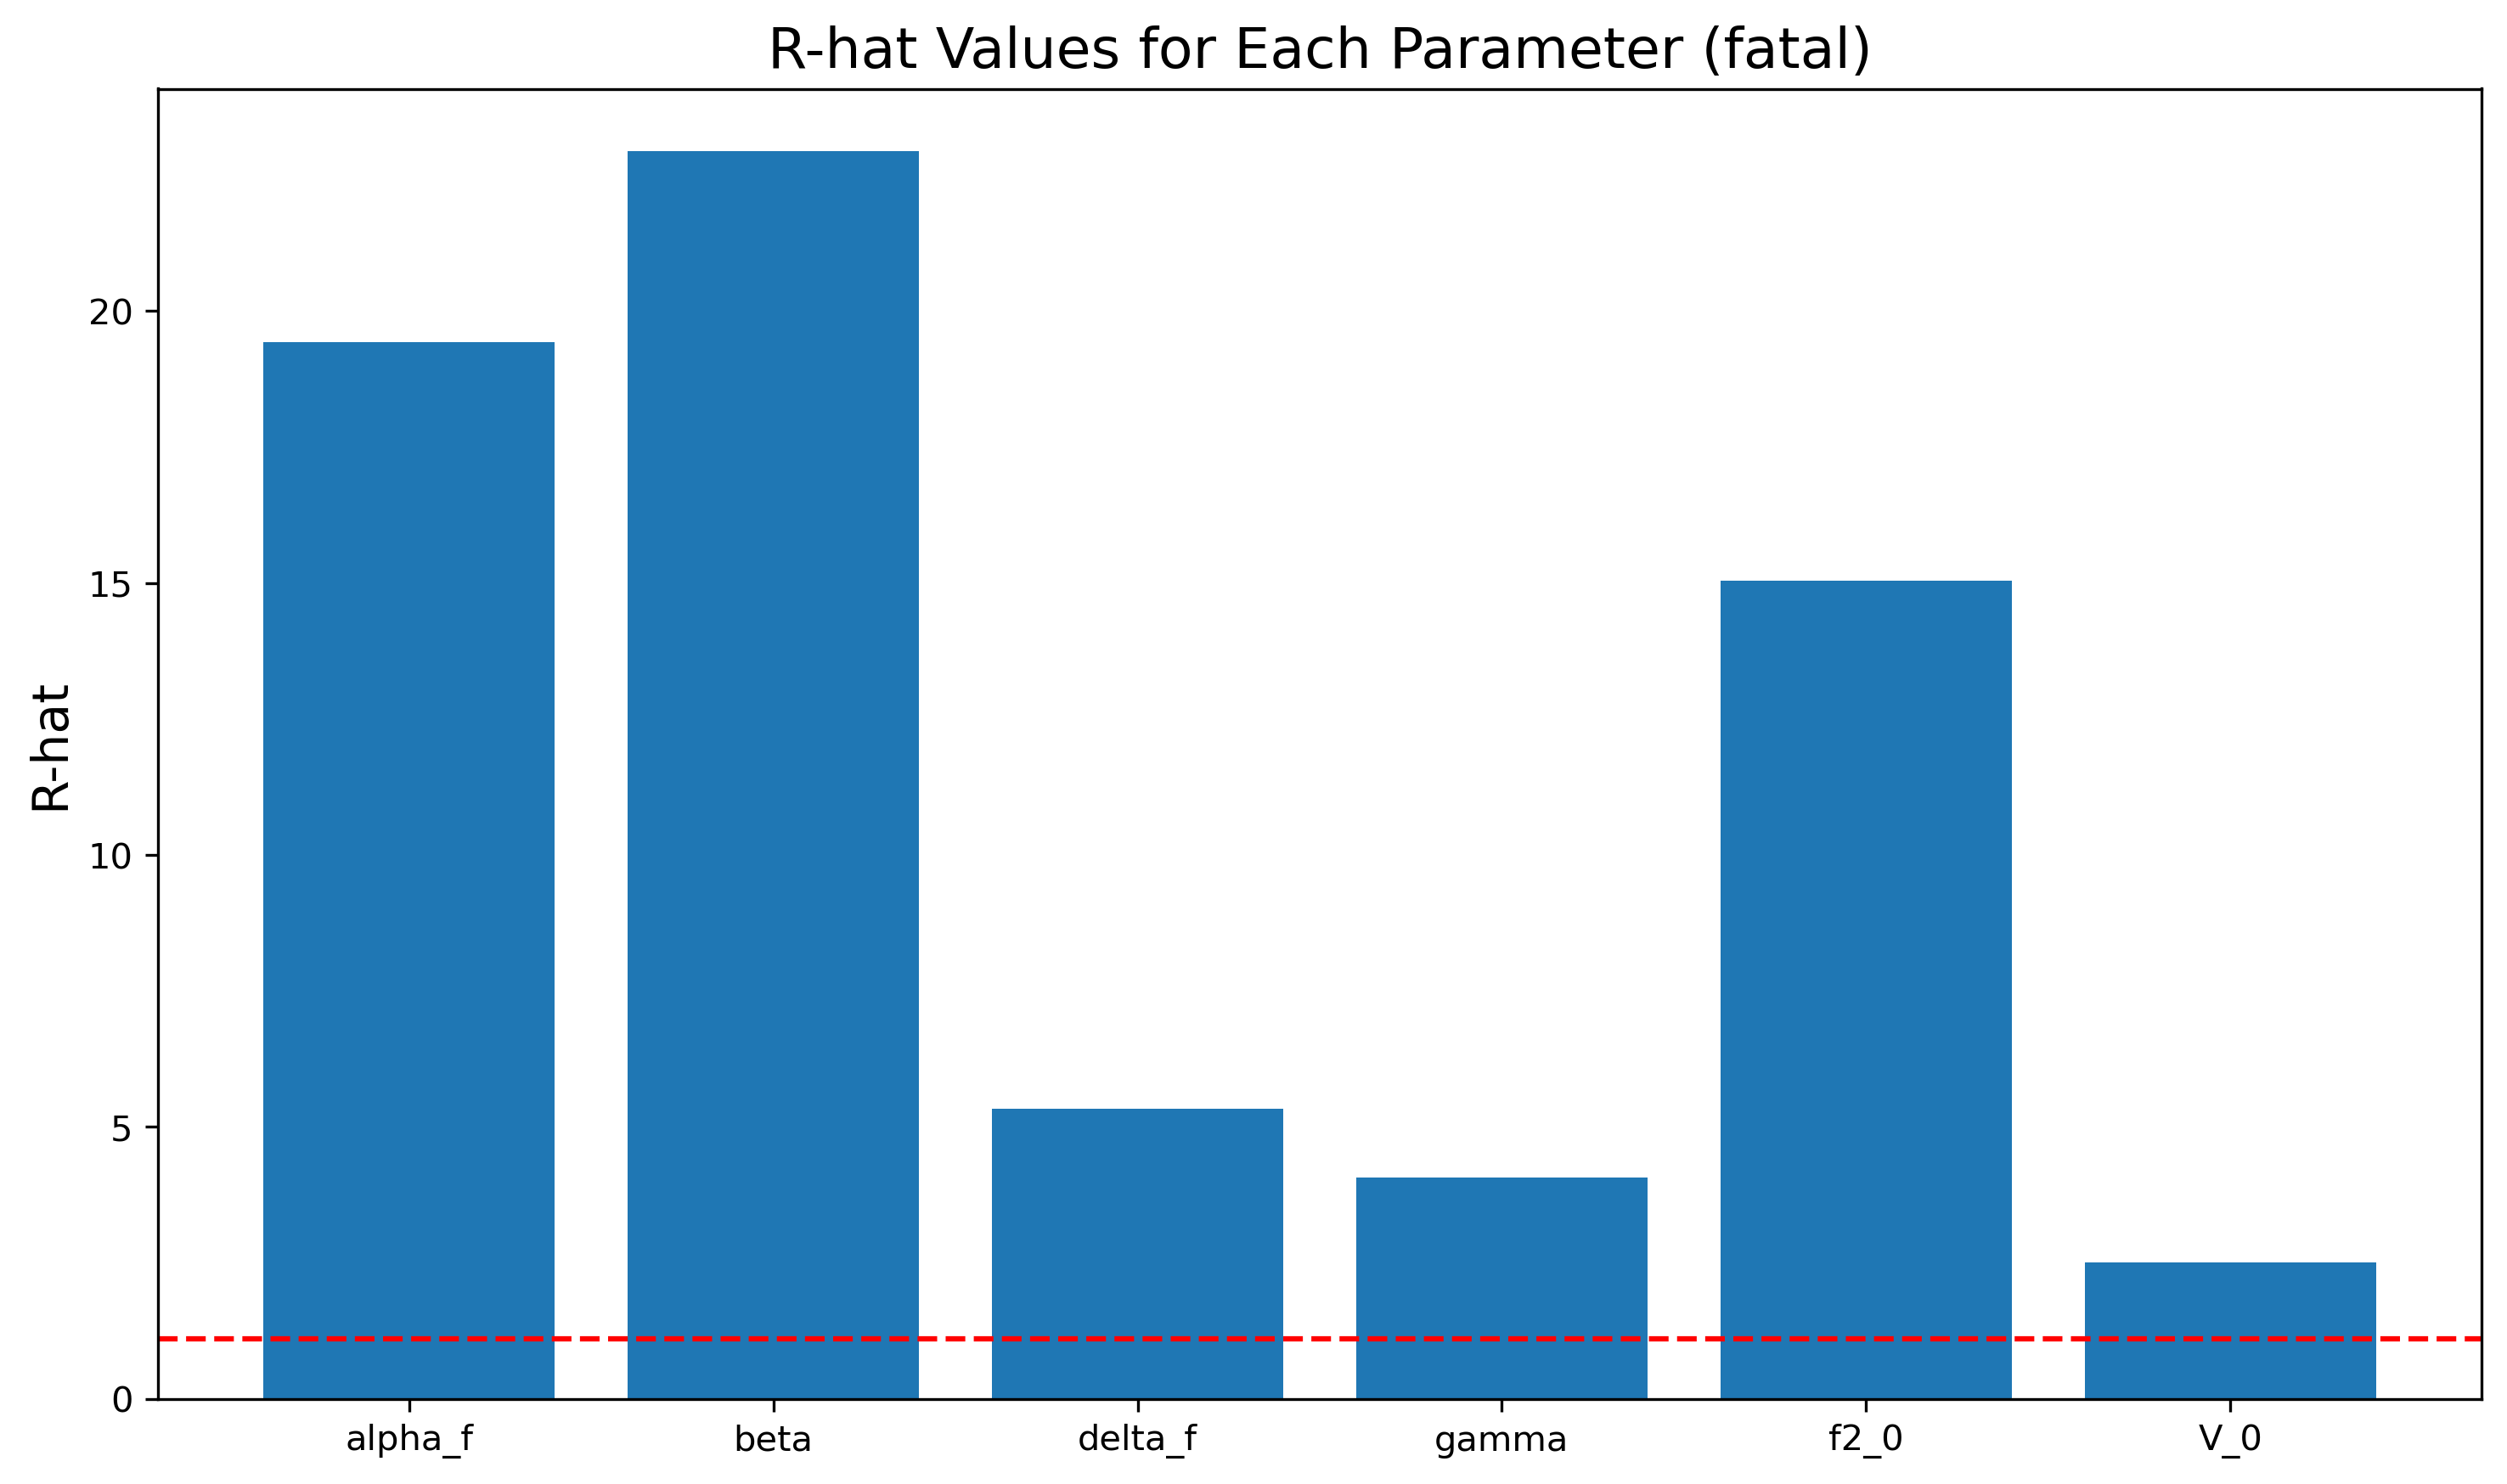 R-hat Values for Each Parameter (fatal)
R-hat
20
15
10
5
0
alpha_f beta delta_f gamma f2_0 V_0